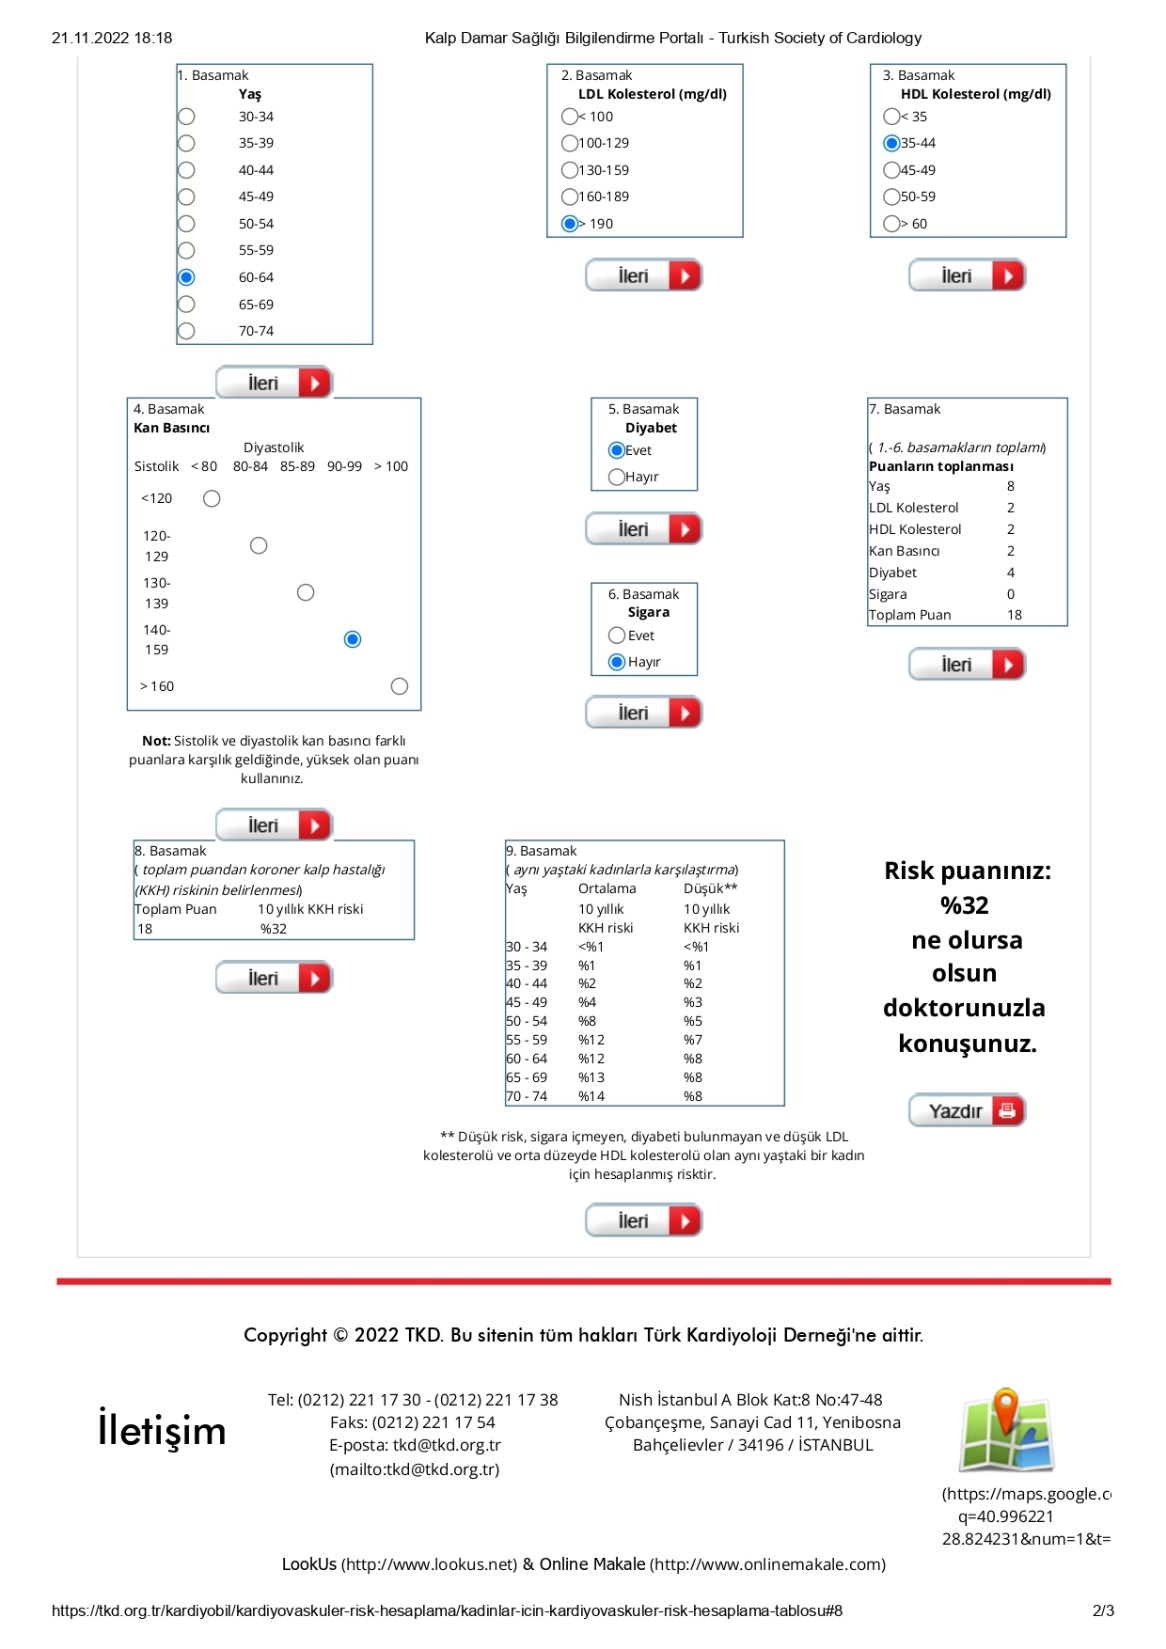 21.11.2022 18:18
Kalp Damar Sağlığı Bilgilendirme Portalı - Turkish Society of Cardiology
1. Basamak
Yaş
30-34
35-39
40-44
45-49
50-54
55-59
60-64
65-69
70-74
İleri
2. Basamak
LDL Kolesterol (mg/dl)
< 100
100-129
130-159
160-189
> 190
İleri
3. Basamak
HDL Kolesterol (mg/dl)
< 35
35-44
45-49
50-59
> 60
İleri
4. Basamak
Kan Basıncı
Diyastolik
Sistolik < 80 80-84 85-89 90-99 > 100
<120
120-
129
130-
139
140-
159
> 160
Not: Sistolik ve diyastolik kan basıncı farklı
puanlara karşılık geldiğinde, yüksek olan puanı
kullanınız.
İleri
5. Basamak
Diyabet
Evet
Hayır
İleri
6. Basamak
Sigara
Evet
Hayır
İleri
7. Basamak
( 1.-6. basamakların toplamı)
Puanların toplanması
Yaş 8
LDL Kolesterol 2
HDL Kolesterol 2
Kan Basıncı 2
Diyabet 4
Sigara 0
Toplam Puan 18
İleri
8. Basamak
( toplam puandan koroner kalp hastalığı
(KKH) riskinin belirlenmesi)
Toplam Puan 10 yıllık KKH riski
18 %32
İleri
9. Basamak
( aynı yaştaki kadınlarla karşılaştırma)
Yaş Ortalama Düşük**
10 yıllık 10 yıllık
KKH riski KKH riski
30 - 34 <%1 <%1
35 - 39 %1 %1
40 - 44 %2 %2
45 - 49 %4 %3
50 - 54 %8 %5
55 - 59 %12 %7
60 - 64 %12 %8
65 - 69 %13 %8
70 - 74 %14 %8
** Düşük risk, sigara içmeyen, diyabeti bulunmayan ve düşük LDL
kolesterolü ve orta düzeyde HDL kolesterolü olan aynı yaştaki bir kadın
için hesaplanmış risktir.
İleri
Risk puanınız:
%32
ne olursa
olsun
doktorunuzla
konuşunuz.
Yazdır
Copyright © 2022 TKD. Bu sitenin tüm hakları Türk Kardiyoloji Derneği'ne aittir.
İletişim
Tel: (0212) 221 17 30 - (0212) 221 17 38
Faks: (0212) 221 17 54
E-posta: tkd@tkd.org.tr
(mailto:tkd@tkd.org.tr)
Nish İstanbul A Blok Kat:8 No:47-48
Çobançeşme, Sanayi Cad 11, Yenibosna
Bahçelievler / 34196 / İSTANBUL
(https://maps.google.c
q=40.996221
28.824231&num=1&t=
LookUs (http://www.lookus.net) & Online Makale (http://www.onlinemakale.com)
https://tkd.org.tr/kardiyobil/kardiyovaskuler-risk-hesaplama/kadinlar-icin-kardiyovaskuler-risk-hesaplama-tablosu#8
2/3